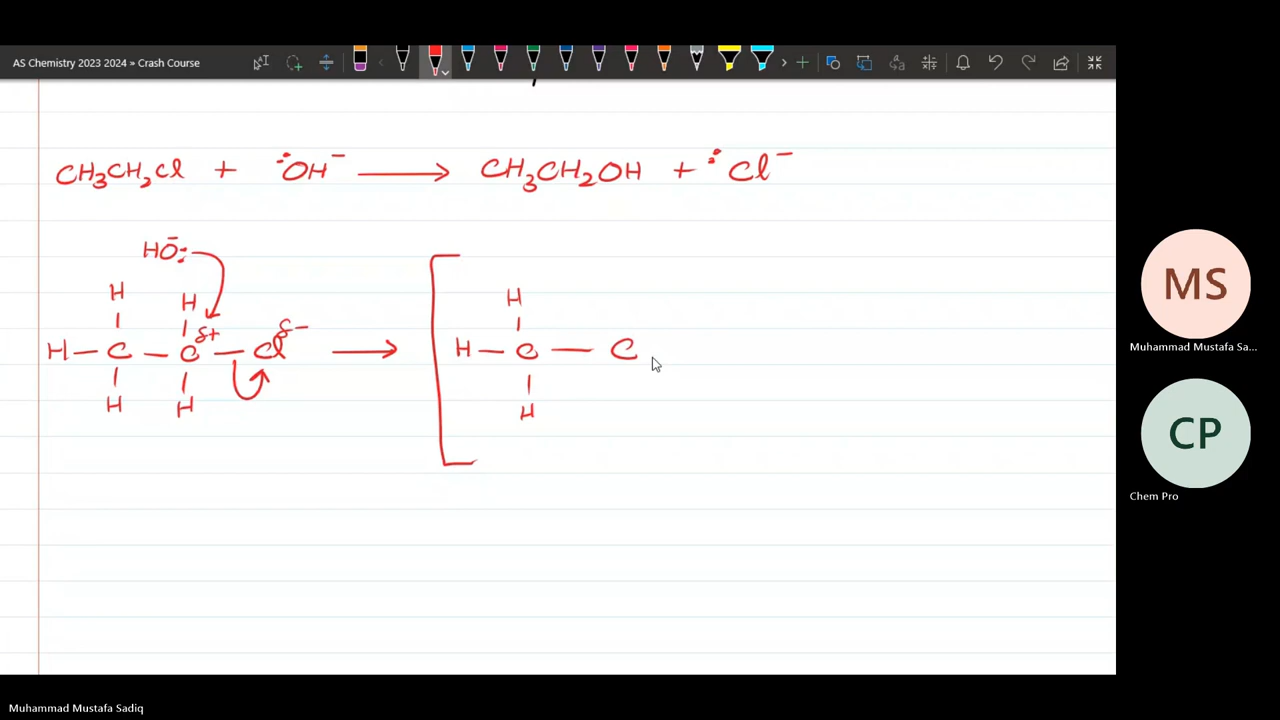 AS Chemistry 2023 2024 » Crash Course
CH₃CH₂Cl + :OH⁻ ⟶ CH₃CH₂OH + :Cl⁻
HO⁻:
H H
H – C – C δ+ – Cl δ− ⟶ [ H – C – C
H H
H
H
MS
Muhammad Mustafa Sa...
CP
Chem Pro
Muhammad Mustafa Sadiq